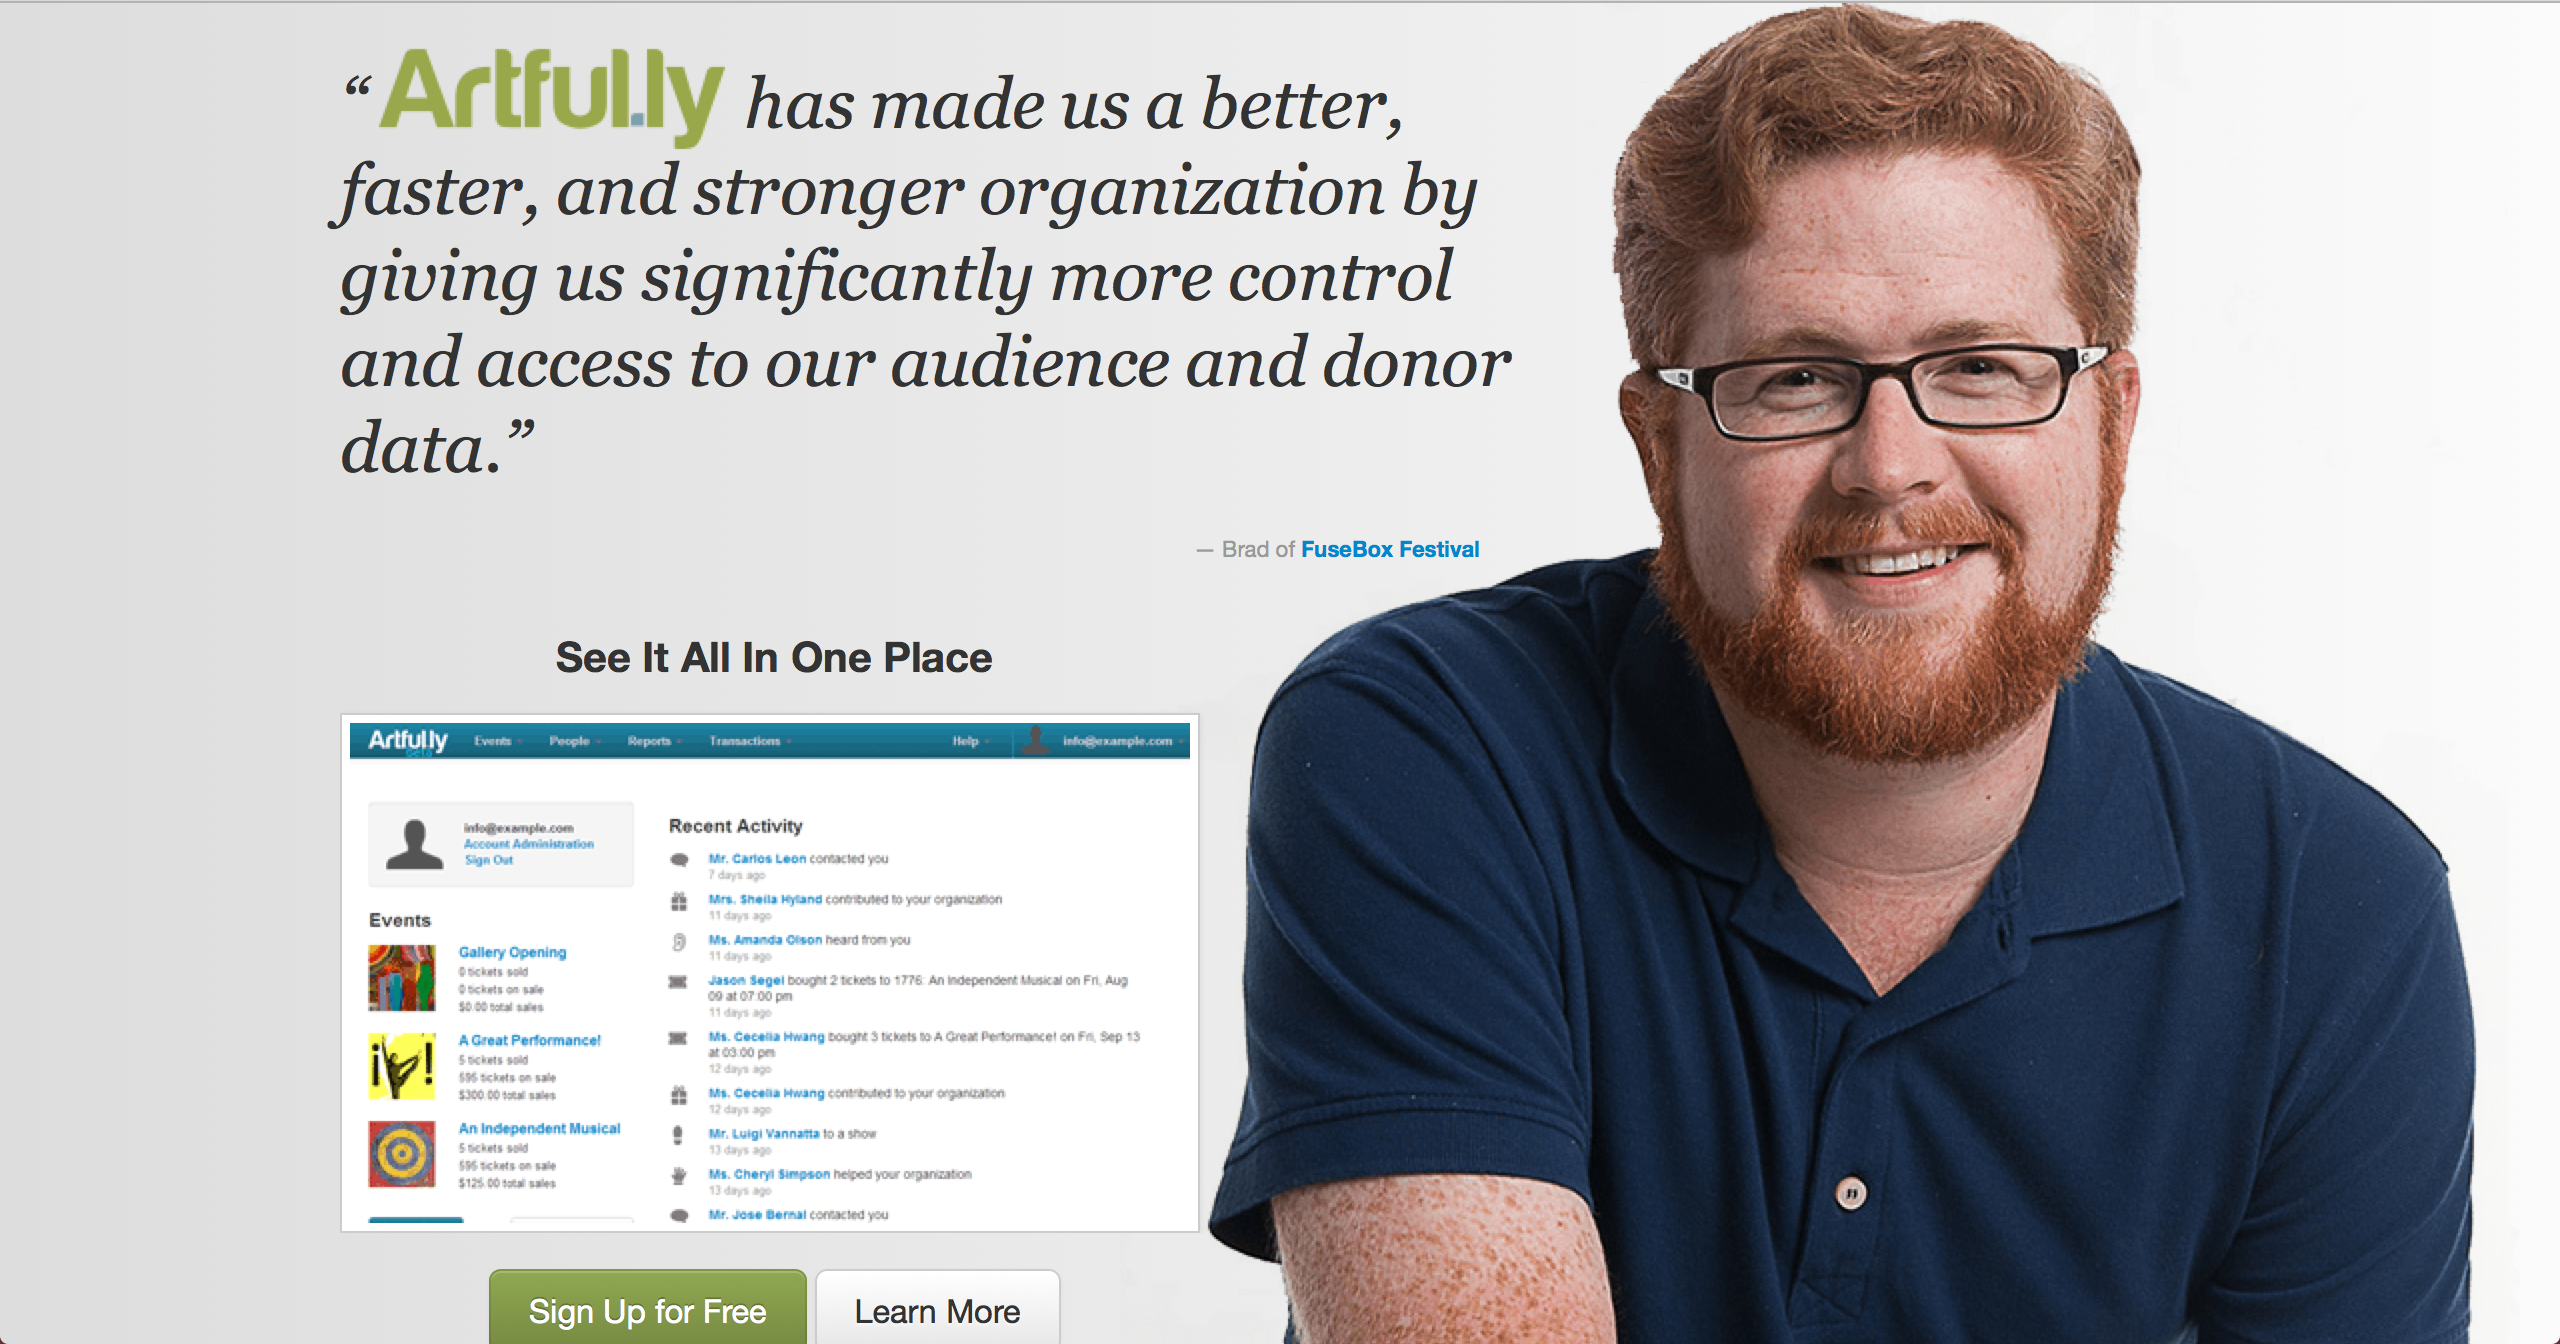 “ Artful.ly has made us a better,
faster, and stronger organization by
giving us significantly more control
and access to our audience and donor
data.”
— Brad of FuseBox Festival
See It All In One Place
Artful.ly
beta
Events
People
Reports
Transactions
Help
info@example.com
info@example.com
Account Administration
Sign Out
Events
Gallery Opening
0 tickets sold
0 tickets on sale
$0.00 total sales
A Great Performance!
5 tickets sold
595 tickets on sale
$300.00 total sales
An Independent Musical
5 tickets sold
595 tickets on sale
$125.00 total sales
Recent Activity
Mr. Carlos Leon contacted you
7 days ago
Mrs. Sheila Hyland contributed to your organization
11 days ago
Ms. Amanda Olson heard from you
11 days ago
Jason Segel bought 2 tickets to 1776: An Independent Musical on Fri, Aug
09 at 07:00 pm
11 days ago
Ms. Cecelia Hwang bought 3 tickets to A Great Performance! on Fri, Sep 13
at 03:00 pm
12 days ago
Ms. Cecelia Hwang contributed to your organization
12 days ago
Mr. Luigi Vannatta to a show
13 days ago
Ms. Cheryl Simpson helped your organization
13 days ago
Mr. Jose Bernal contacted you
Sign Up for Free
Learn More